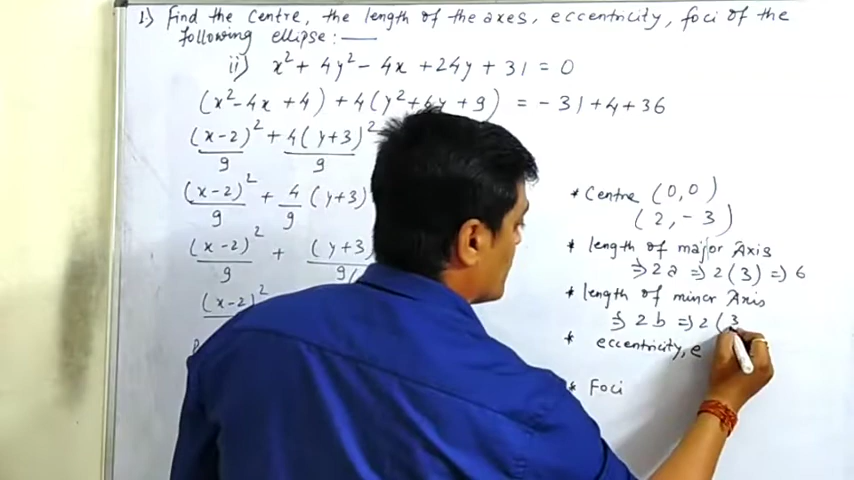 1) Find the centre, the length of the axes, eccentricity, foci of the
following ellipse :—
ii) x² + 4y² - 4x + 24y + 31 = 0
(x² - 4x + 4) + 4(y² + 6y + 9) = - 31 + 4 + 36
(x-2)²/9 + 4(y+3)²/9
(x-2)²/9 + 4/9 (y+3)
(x-2)²/9 + (y+3)/9/
(x-2)²
* Centre (0,0)
(2, -3)
* length of major Axis
⇒ 2a ⇒ 2(3) ⇒ 6
* length of minor Axis
⇒ 2b ⇒ 2(3
* eccentricity, e
* Foci